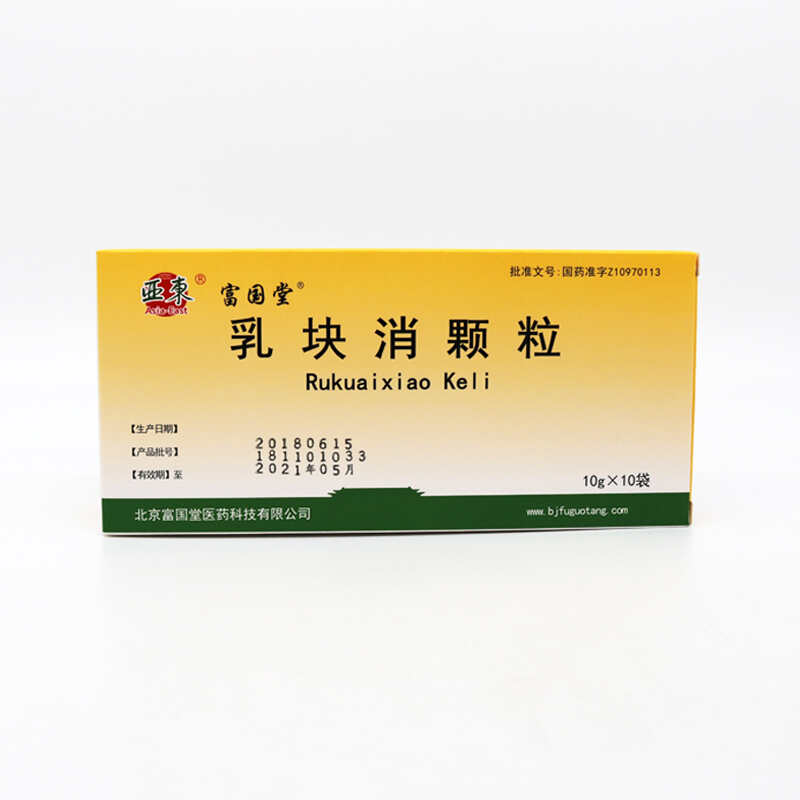 亚东®
Asia-East
富国堂®
批准文号:国药准字Z10970113
乳块消颗粒
Rukuaixiao Keli
【生产日期】 20180615
【产品批号】 181101033
【有效期】至 2021年05月
10g×10袋
北京富国堂医药科技有限公司
www.bjfuguotang.com